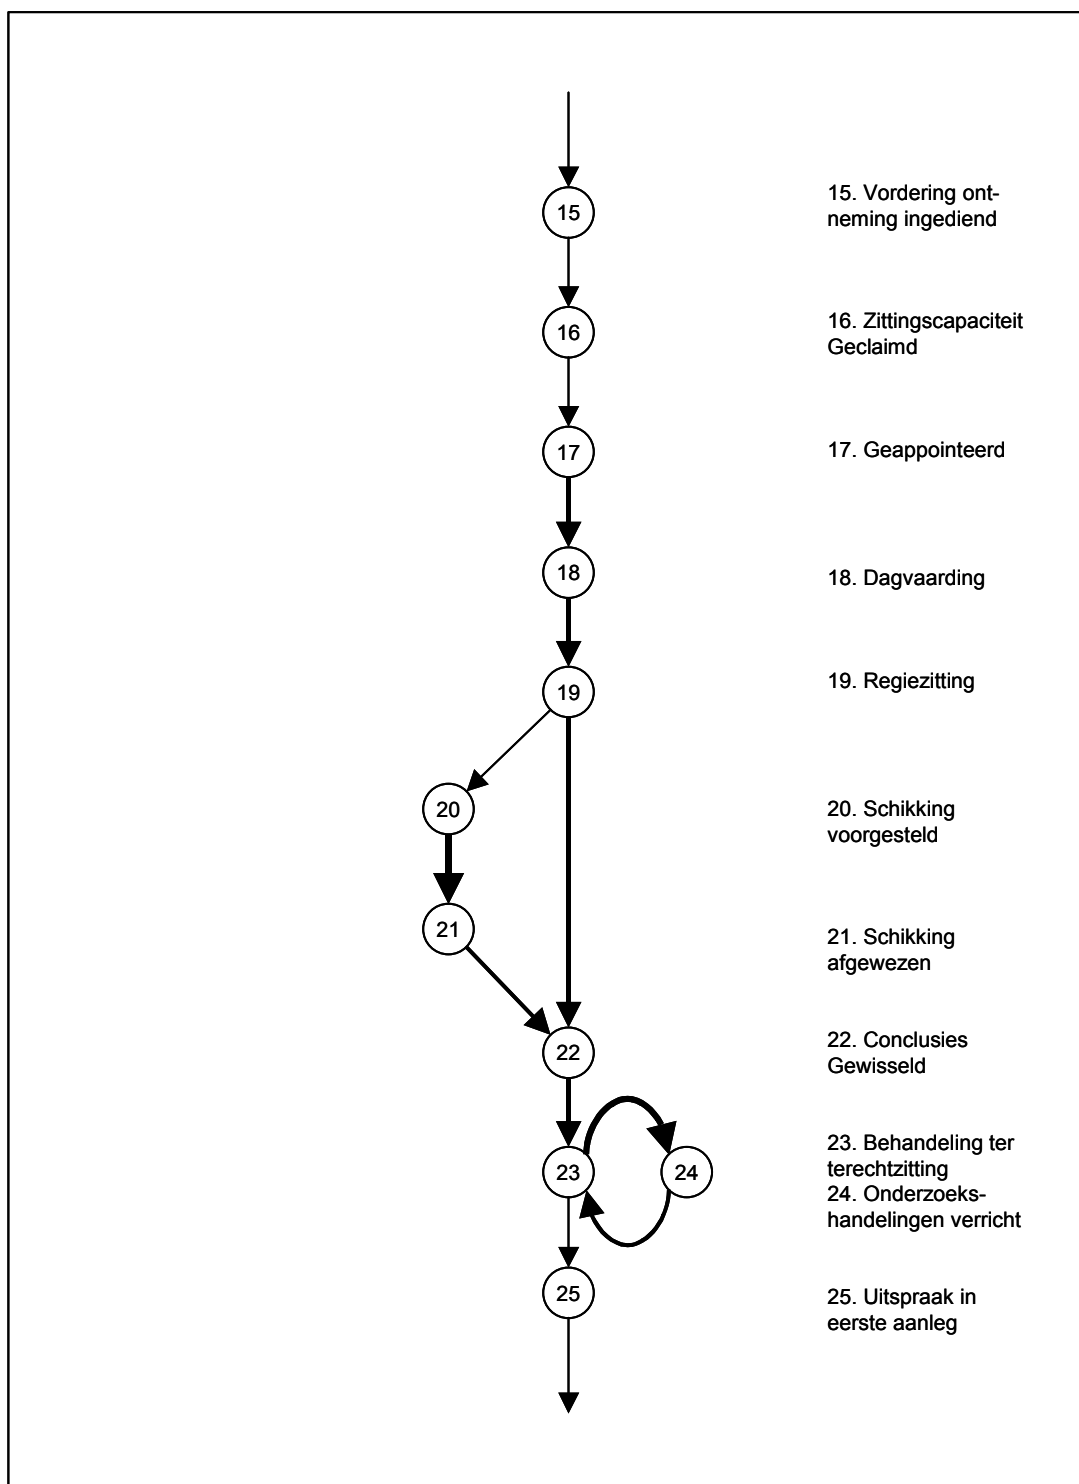 15
15. Vordering ont-
neming ingediend
16
16. Zittingscapaciteit
Geclaimd
17
17. Geappointeerd
18
18. Dagvaarding
19
19. Regiezitting
20
20. Schikking
voorgesteld
21
21. Schikking
afgewezen
22
22. Conclusies
Gewisseld
23
24
23. Behandeling ter
terechtzitting
24. Onderzoeks-
handelingen verricht
25
25. Uitspraak in
eerste aanleg